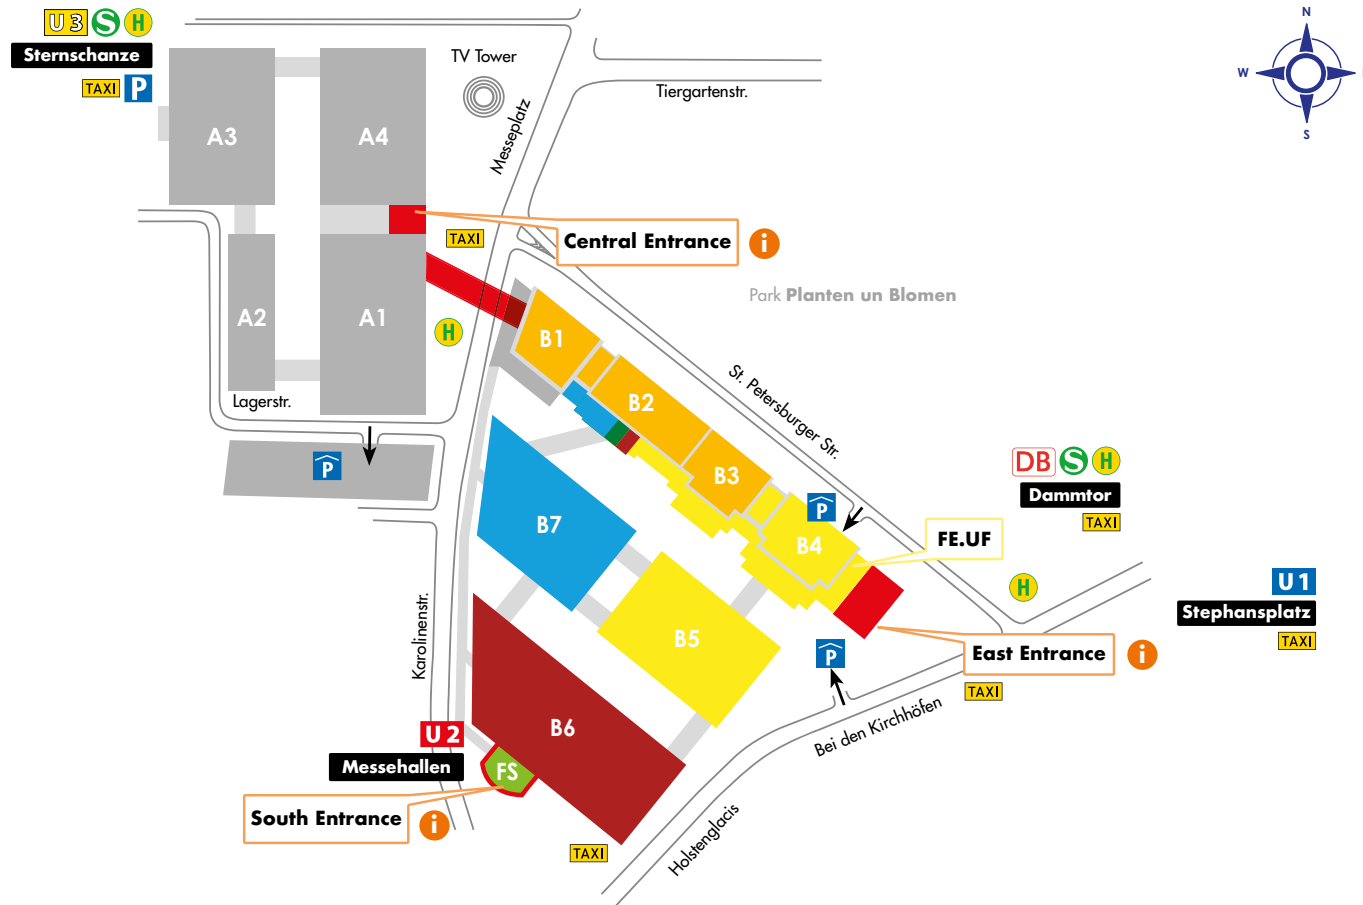 U3 S H
Sternschanze
TAXI P
TV Tower
Messeplatz
Tiergartenstr.
N
W
S
A3
A4
TAXI
Central Entrance i
Park Planten un Blomen
A2
A1
H
B1
Lagerstr.
B2
St. Petersburger Str.
P
B3
DB S H
Dammtor
TAXI
P
B7
B4
FE.UF
H
U1
Stephansplatz
TAXI
Karolinenstr.
B5
P
East Entrance i
TAXI
B6
U2
Messehallen
Bei den Kirchhöfen
FS
South Entrance i
TAXI
Holstenglacis